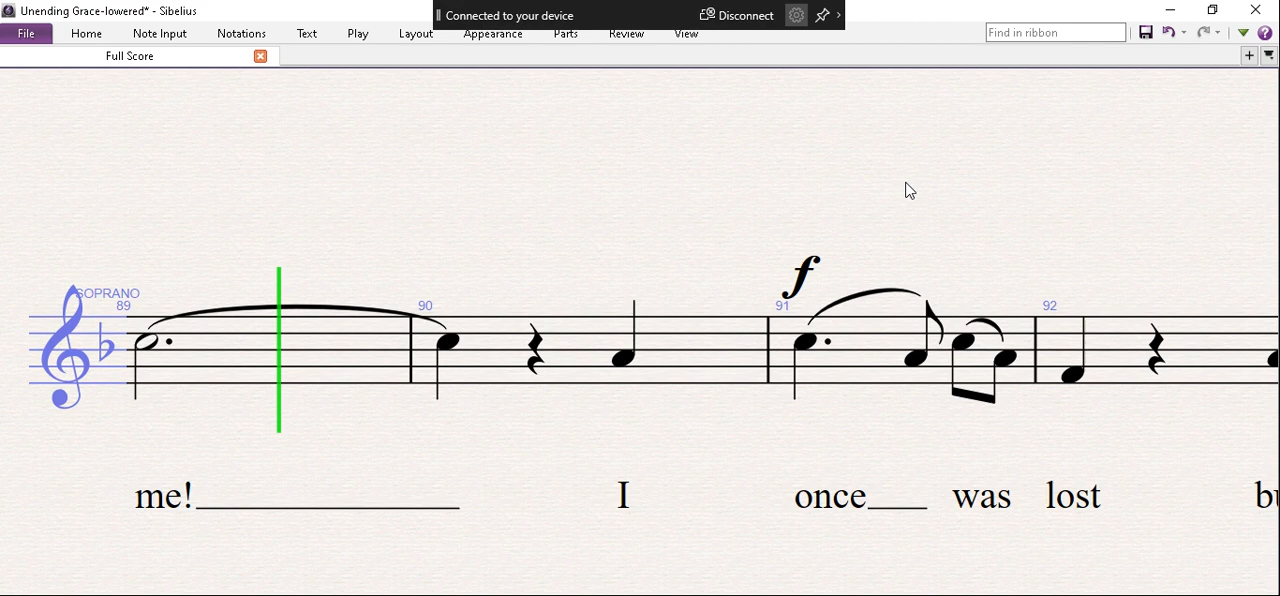 Unending Grace-lowered* - Sibelius
Connected to your device Disconnect
File Home Note Input Notations Text Play Layout Appearance Parts Review View Find in ribbon
Full Score
f
SOPRANO
89 90 91 92
me! I once was lost